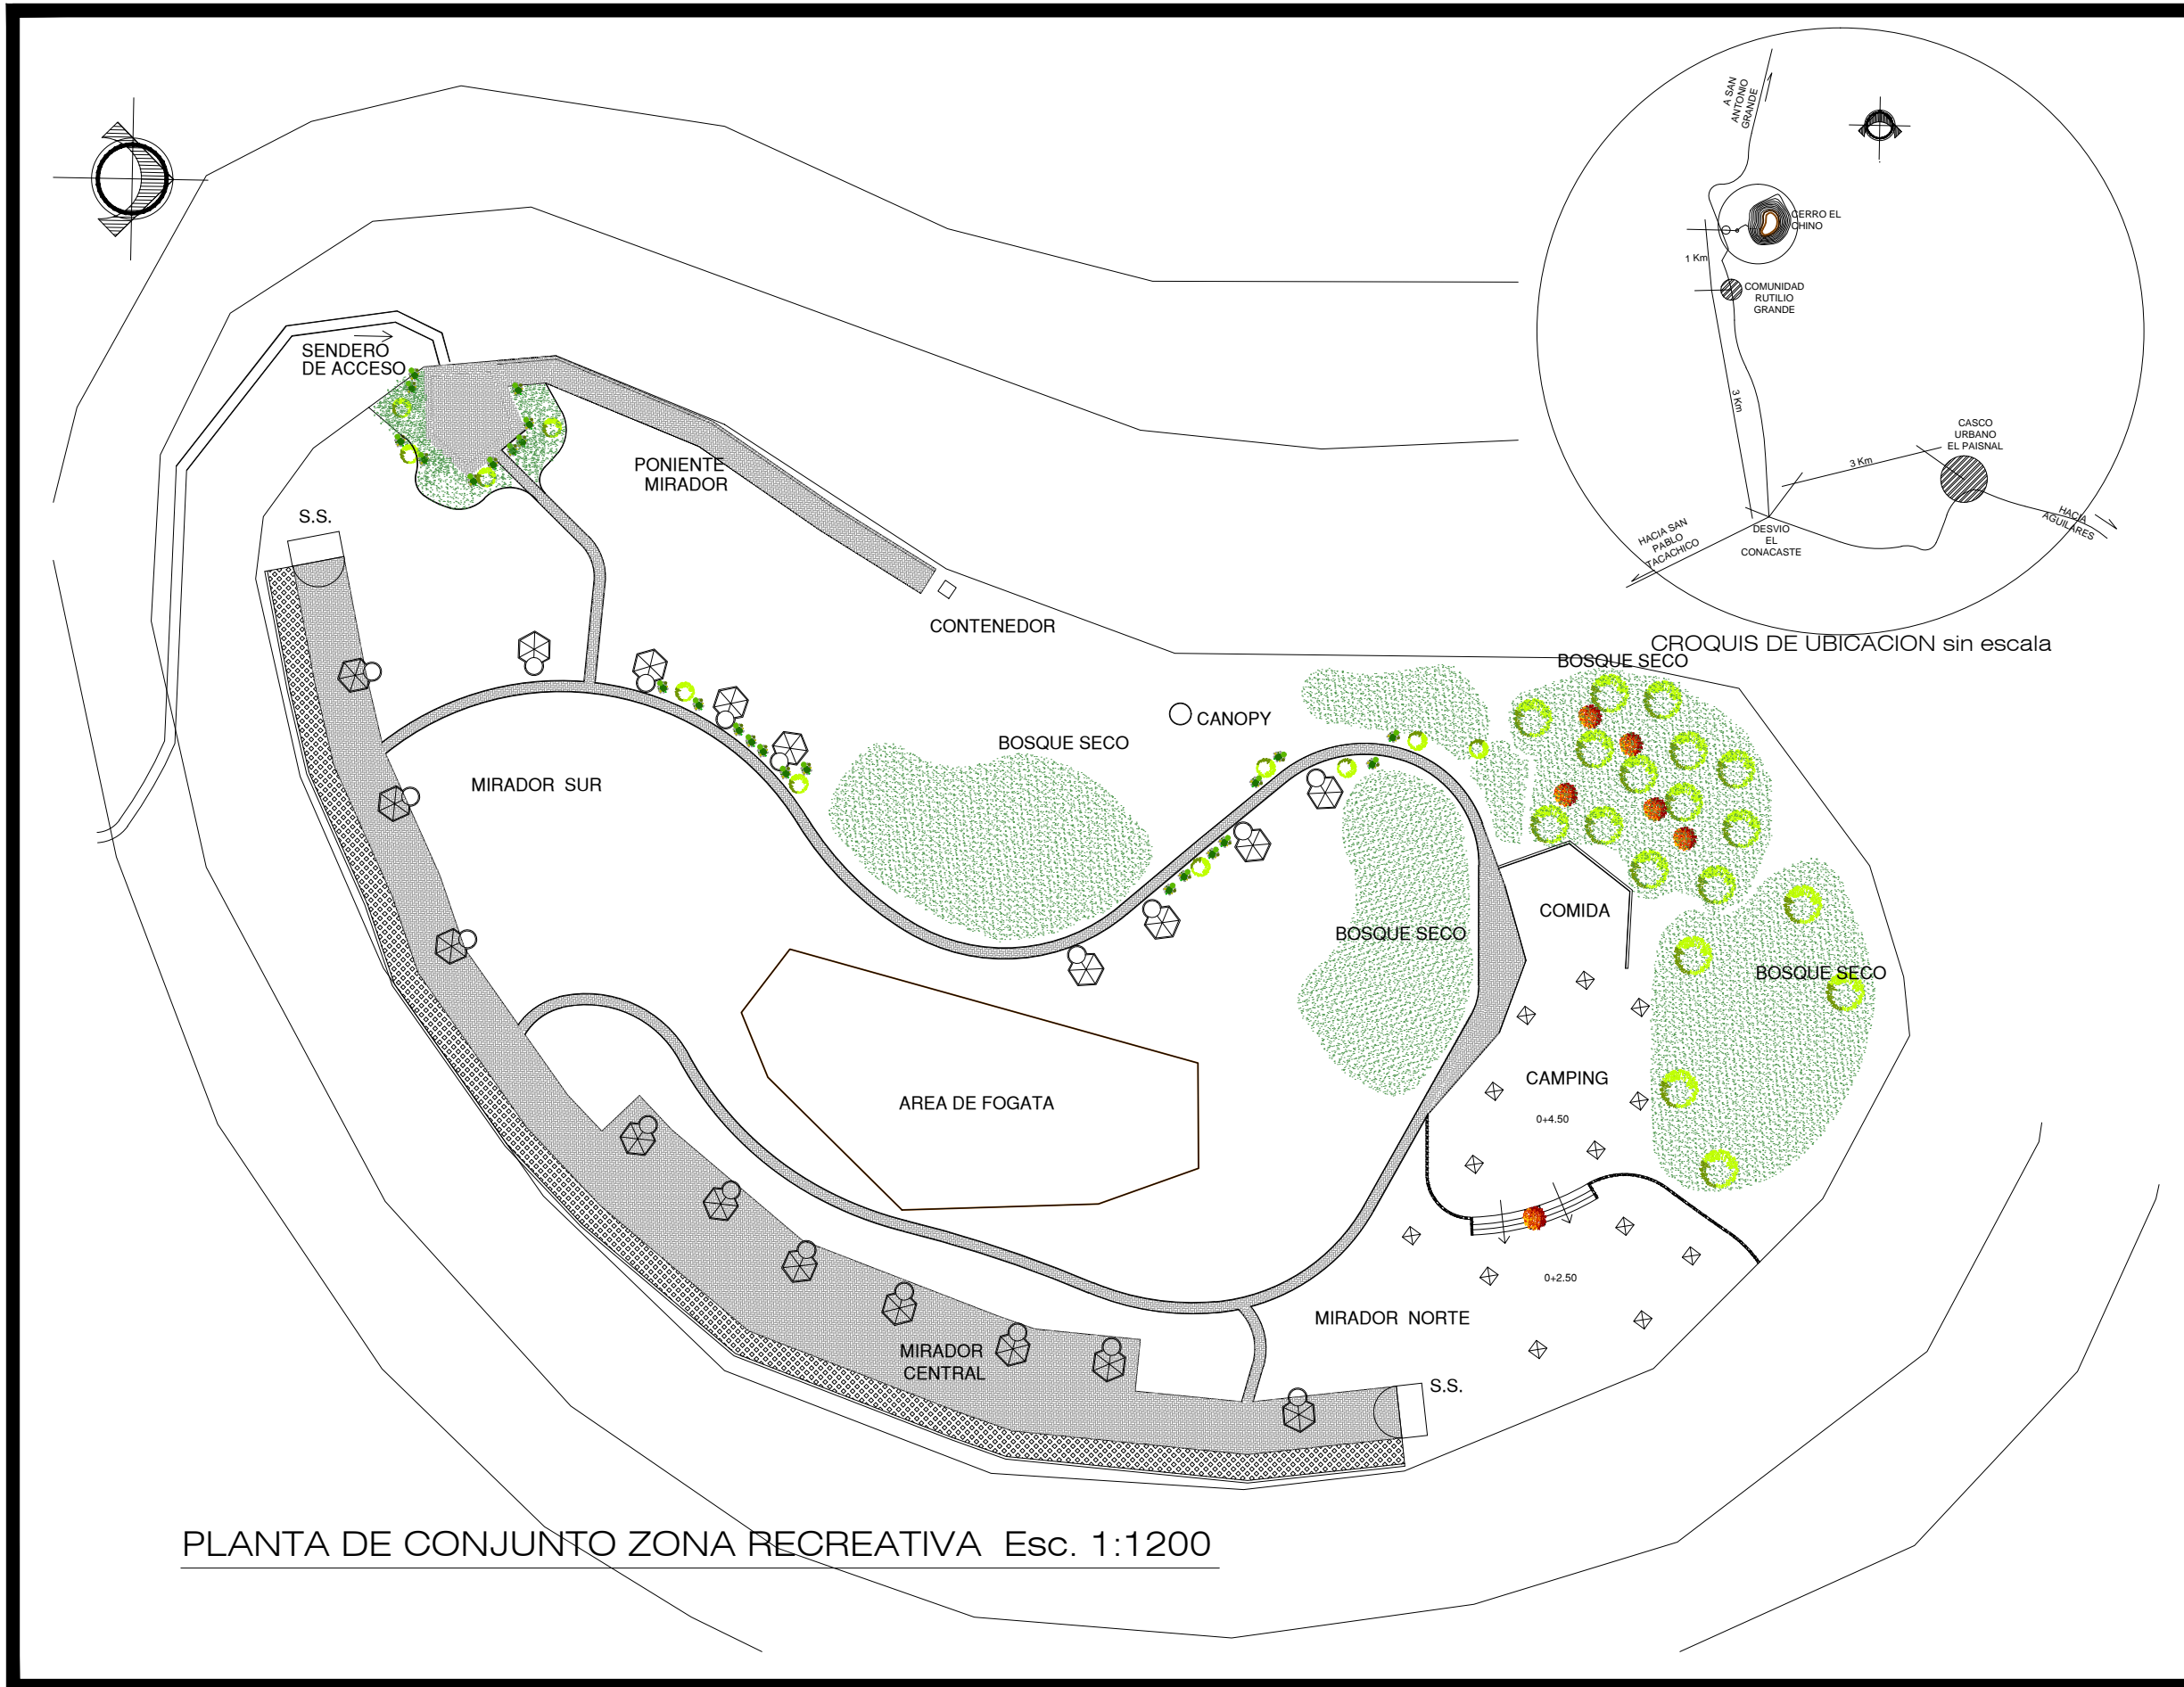 A SAN
ANTONIO
GRANDE
CERRO EL
CHINO
1 Km
COMUNIDAD
RUTILIO
GRANDE
3 Km
CASCO
URBANO
EL PAISNAL
3 Km
HACIA
AGUILARES
HACIA SAN
PABLO
TACACHICO
DESVIO
EL
CONACASTE
CROQUIS DE UBICACION sin escala
SENDERO
DE ACCESO
PONIENTE
MIRADOR
S.S.
CONTENEDOR
BOSQUE SECO
CANOPY
BOSQUE SECO
MIRADOR SUR
COMIDA
BOSQUE SECO
BOSQUE SECO
CAMPING
AREA DE FOGATA
0+4.50
0+2.50
MIRADOR NORTE
MIRADOR
CENTRAL
S.S.
PLANTA DE CONJUNTO ZONA RECREATIVA Esc. 1:1200